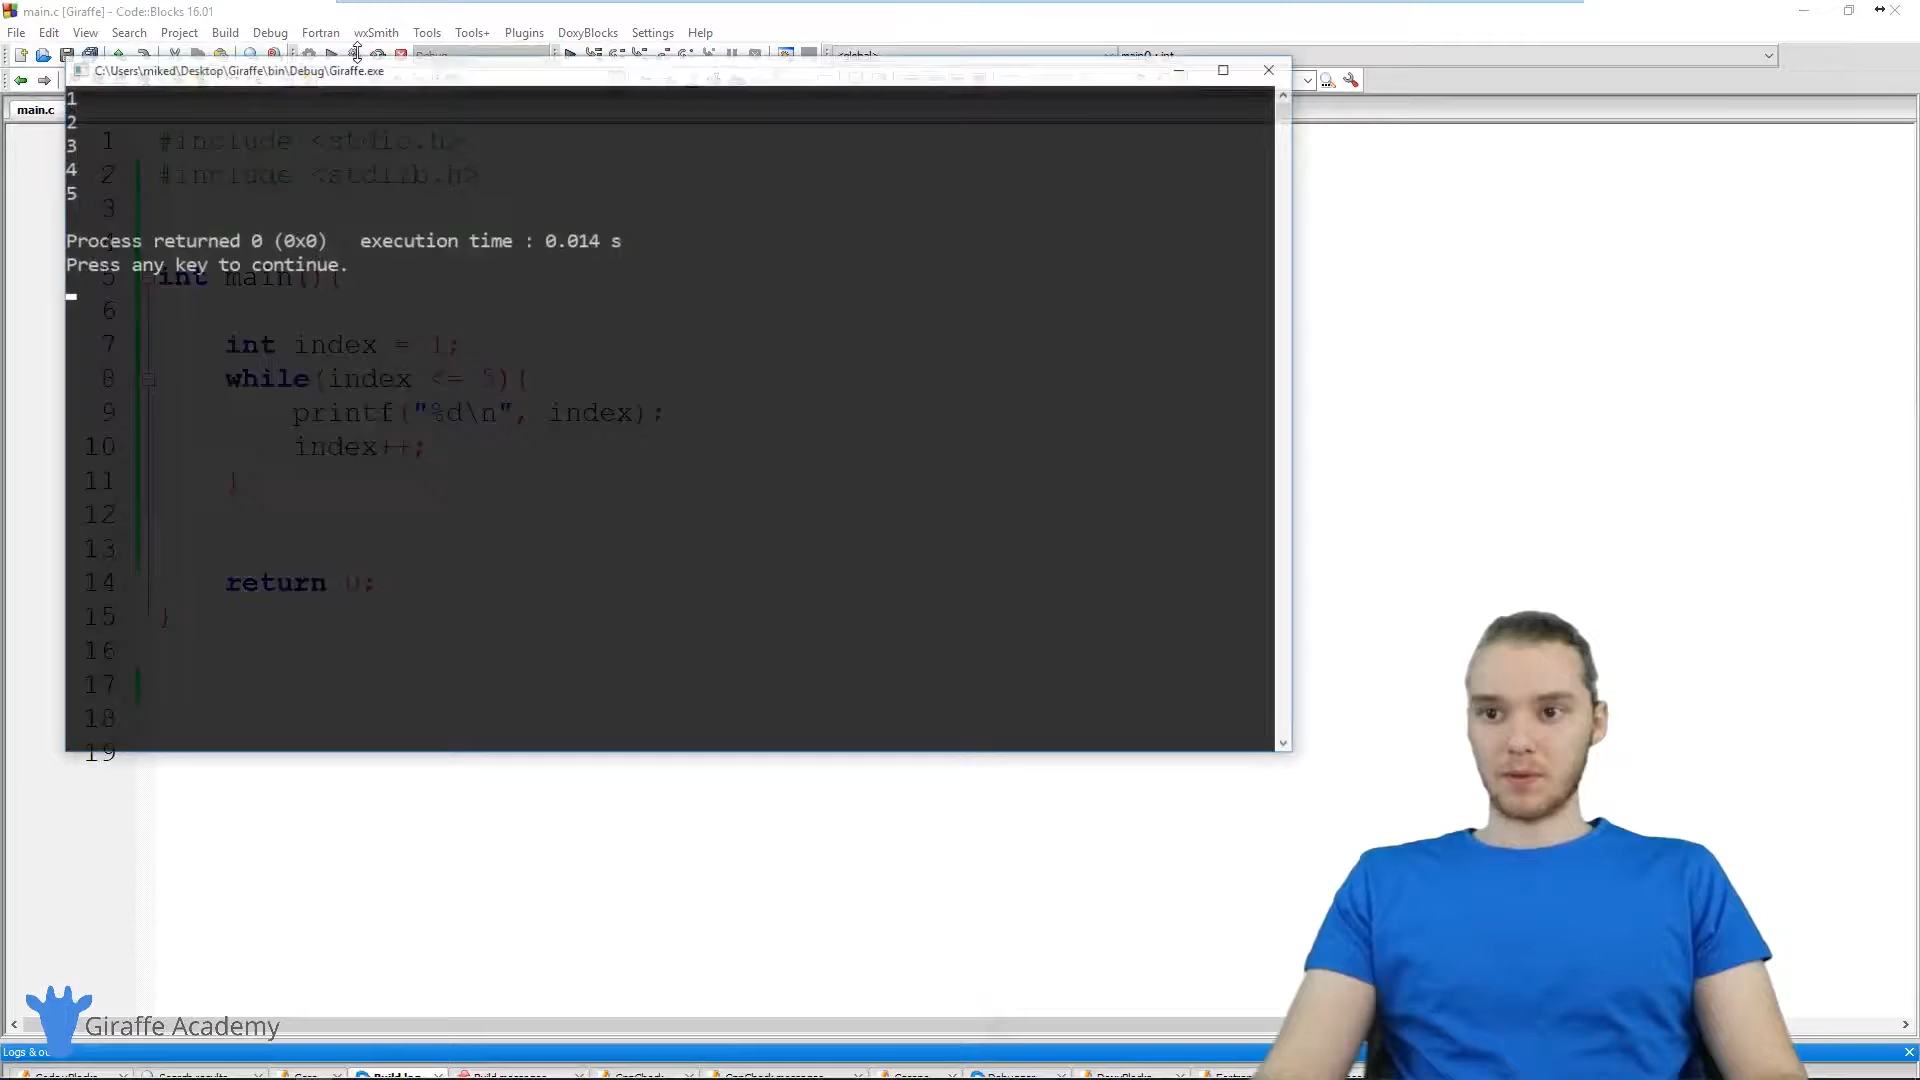 main.c [Giraffe] - Code::Blocks 16.01
File Edit View Search Project Build Debug Fortran wxSmith Tools Tools+ Plugins DoxyBlocks Settings Help
C:\Users\miked\Desktop\Giraffe\bin\Debug\Giraffe.exe
main.c
1
2
3
4
5
Process returned 0 (0x0)   execution time : 0.014 s
Press any key to continue.
1 #include <stdio.h>
2 #include <stdlib.h>
3
5 int main(){
6
7 int index = 1;
8 while(index <= 5){
9 printf("%d\n", index);
10 index++;
11 }
12
13
14 return 0;
15 }
16
17
18
19
Giraffe Academy
Logs &